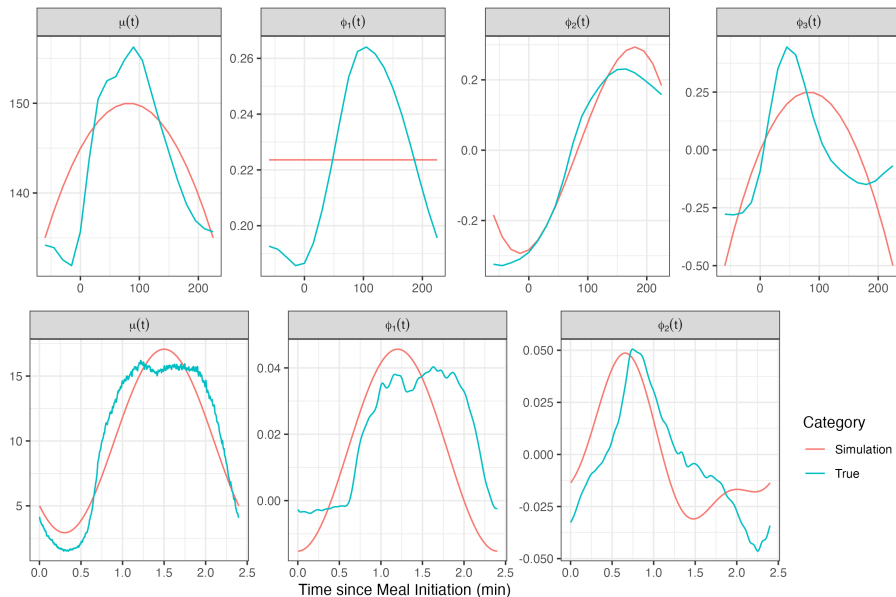 μ(t) ϕ₁(t) ϕ₂(t) ϕ₃(t)
150
140
0 100 200
0.26
0.24
0.22
0.20
0 100 200
0.2
0.0
-0.2
0 100 200
0.25
0.00
-0.25
-0.50
0 100 200
μ(t) ϕ₁(t) ϕ₂(t)
15
10
5
0.0 0.5 1.0 1.5 2.0 2.5
0.04
0.02
0.00
0.0 0.5 1.0 1.5 2.0 2.5
0.050
0.025
0.000
-0.025
-0.050
0.0 0.5 1.0 1.5 2.0 2.5
Time since Meal Initiation (min)
Category
Simulation
True